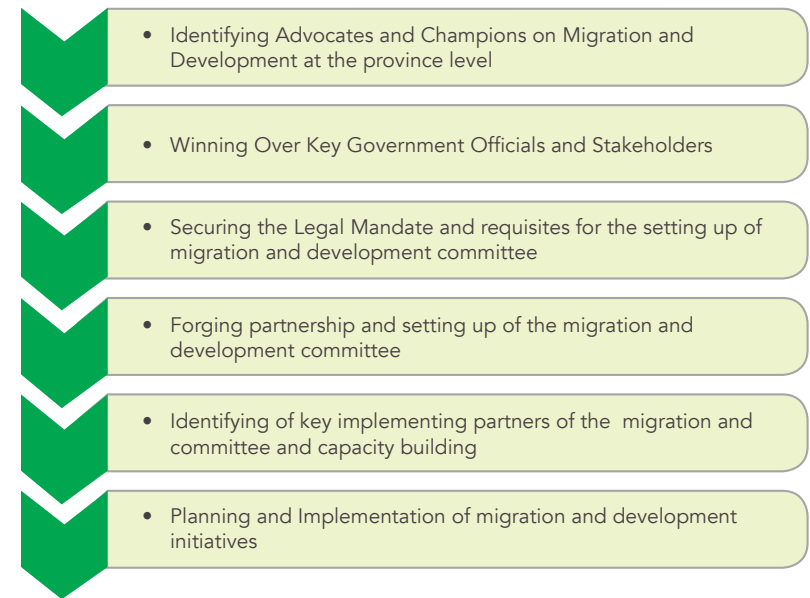 • Identifying Advocates and Champions on Migration and
Development at the province level
• Winning Over Key Government Officials and Stakeholders
• Securing the Legal Mandate and requisites for the setting up of
migration and development committee
• Forging partnership and setting up of the migration and
development committee
• Identifying of key implementing partners of the  migration and
committee and capacity building
• Planning and Implementation of migration and development
initiatives